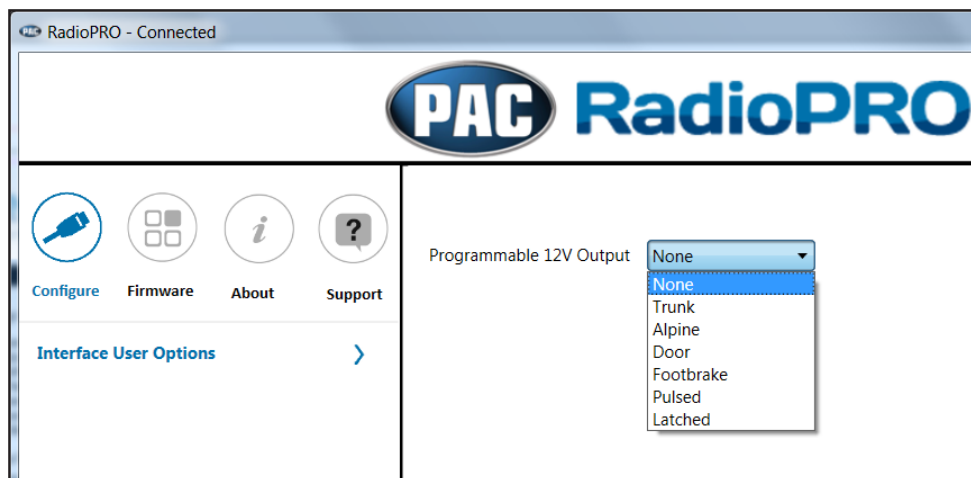 RadioPRO - Connected
PAC RadioPRO
Configure Firmware About Support
Interface User Options
Programmable 12V Output None
None
Trunk
Alpine
Door
Footbrake
Pulsed
Latched